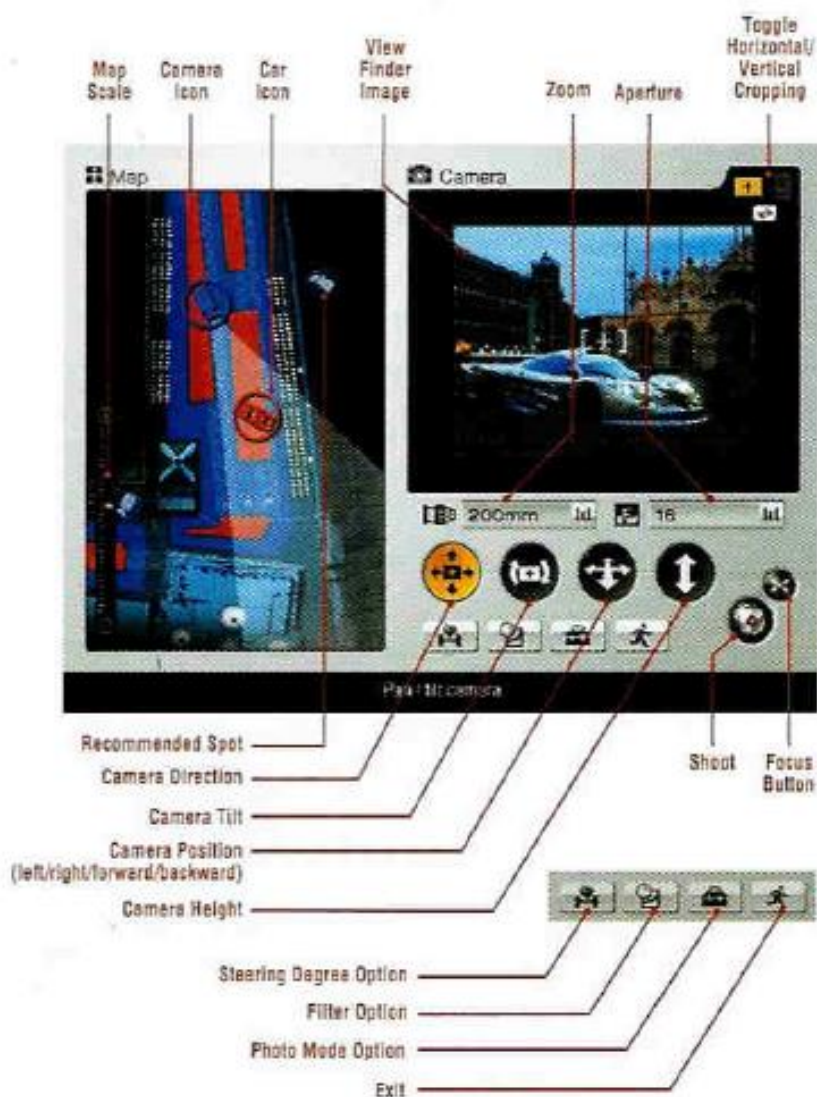 Map
Scale
Camera
Icon
Car
Icon
View
Finder
Image
Zoom
Aperture
Toggle
Horizontal/
Vertical
Cropping
Map
Camera
200mm
16
Pan / tilt camera
Recommended Spot
Camera Direction
Camera Tilt
Camera Position
(left/right/forward/backward)
Camera Height
Shoot
Focus
Button
Steering Degree Option
Filter Option
Photo Mode Option
Exit